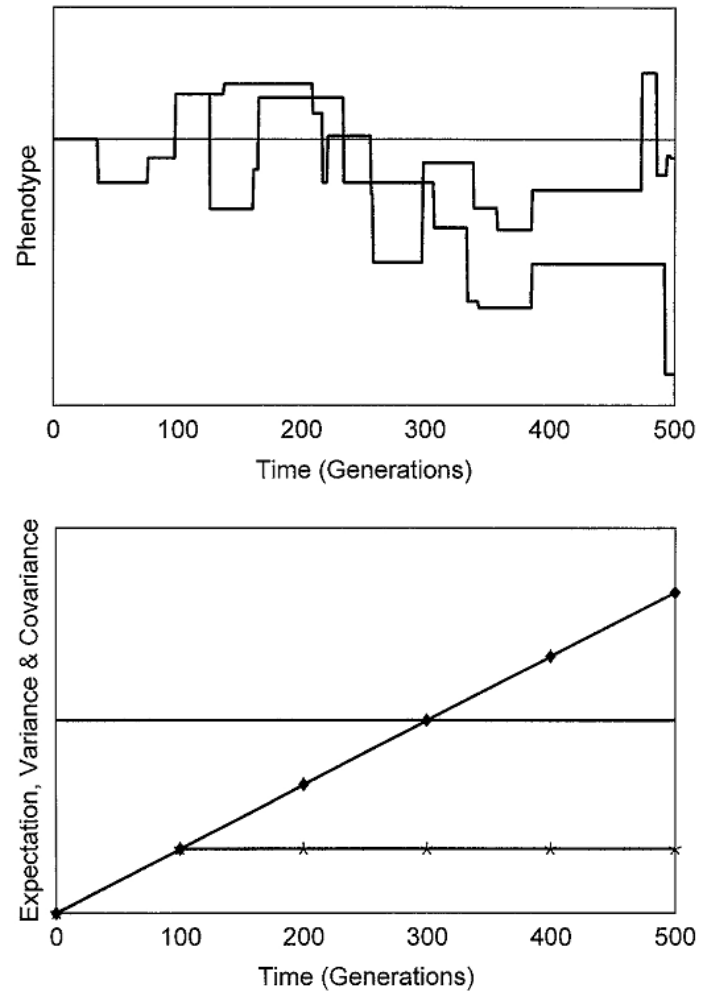 Phenotype
0 100 200 300 400 500
Time (Generations)
Expectation, Variance & Covariance
0 100 200 300 400 500
Time (Generations)